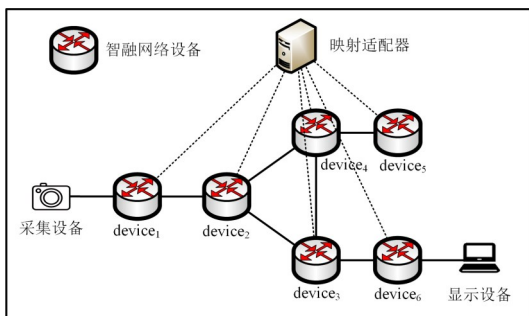 智融网络设备
映射适配器
device₄
device₅
采集设备
device₁
device₂
device₃
device₆
显示设备